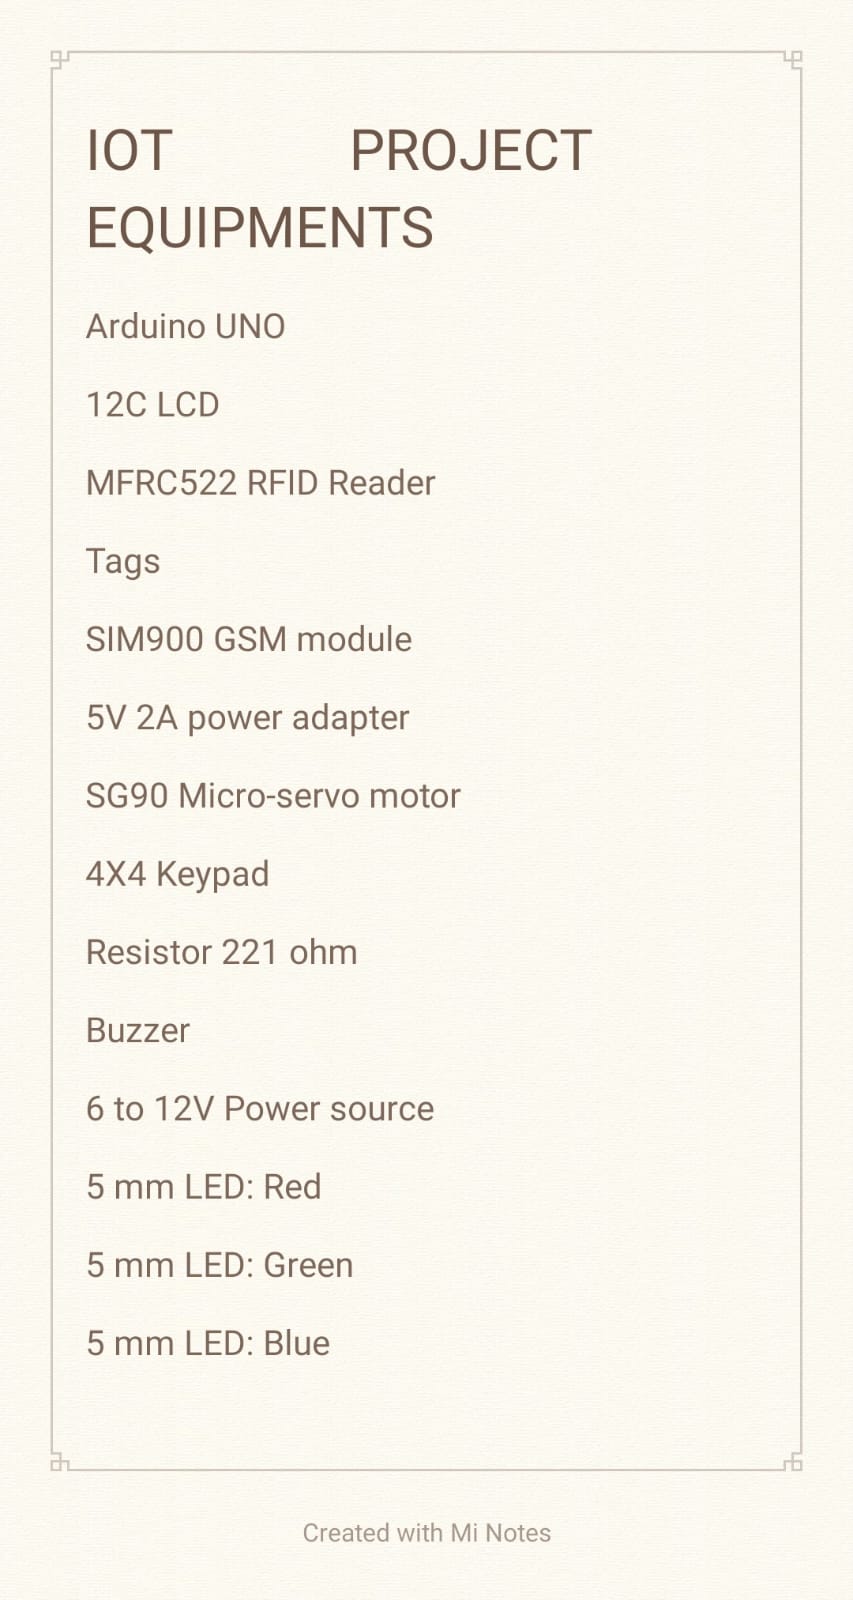 IOT PROJECT
EQUIPMENTS
Arduino UNO
12C LCD
MFRC522 RFID Reader
Tags
SIM900 GSM module
5V 2A power adapter
SG90 Micro-servo motor
4X4 Keypad
Resistor 221 ohm
Buzzer
6 to 12V Power source
5 mm LED: Red
5 mm LED: Green
5 mm LED: Blue
Created with Mi Notes